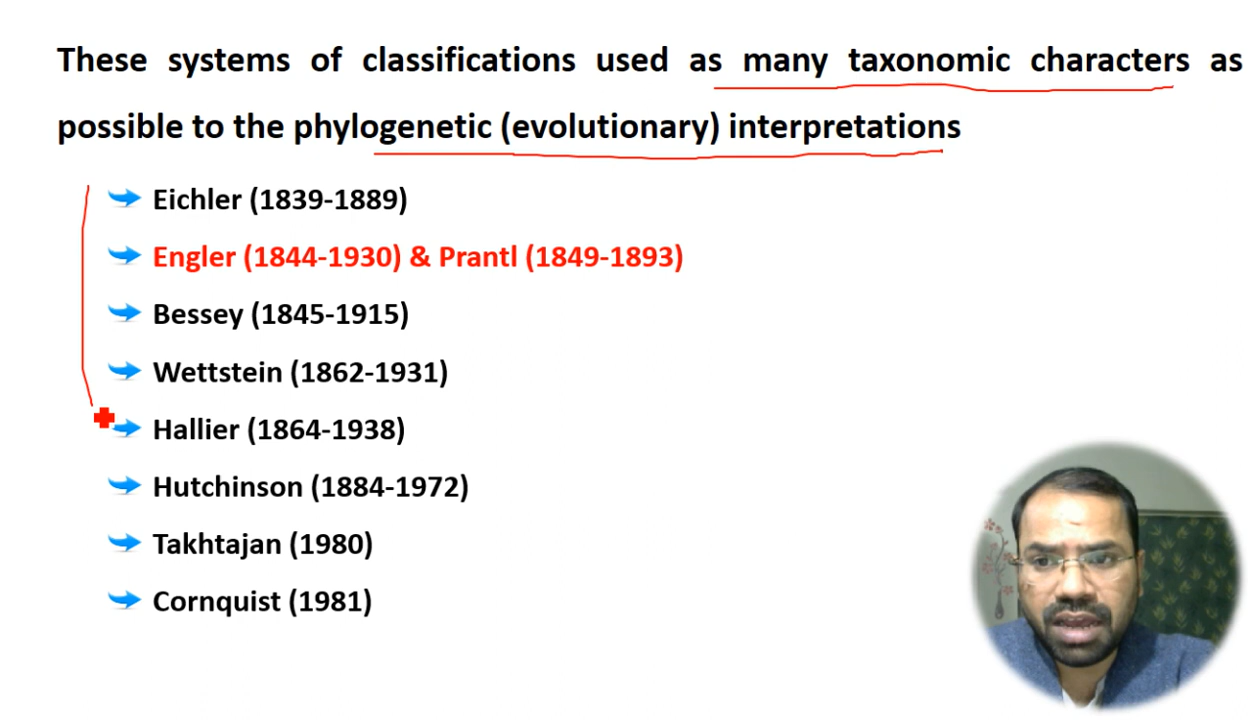 These systems of classifications used as many taxonomic characters as
possible to the phylogenetic (evolutionary) interpretations
Eichler (1839-1889)
Engler (1844-1930) & Prantl (1849-1893)
Bessey (1845-1915)
Wettstein (1862-1931)
Hallier (1864-1938)
Hutchinson (1884-1972)
Takhtajan (1980)
Cornquist (1981)